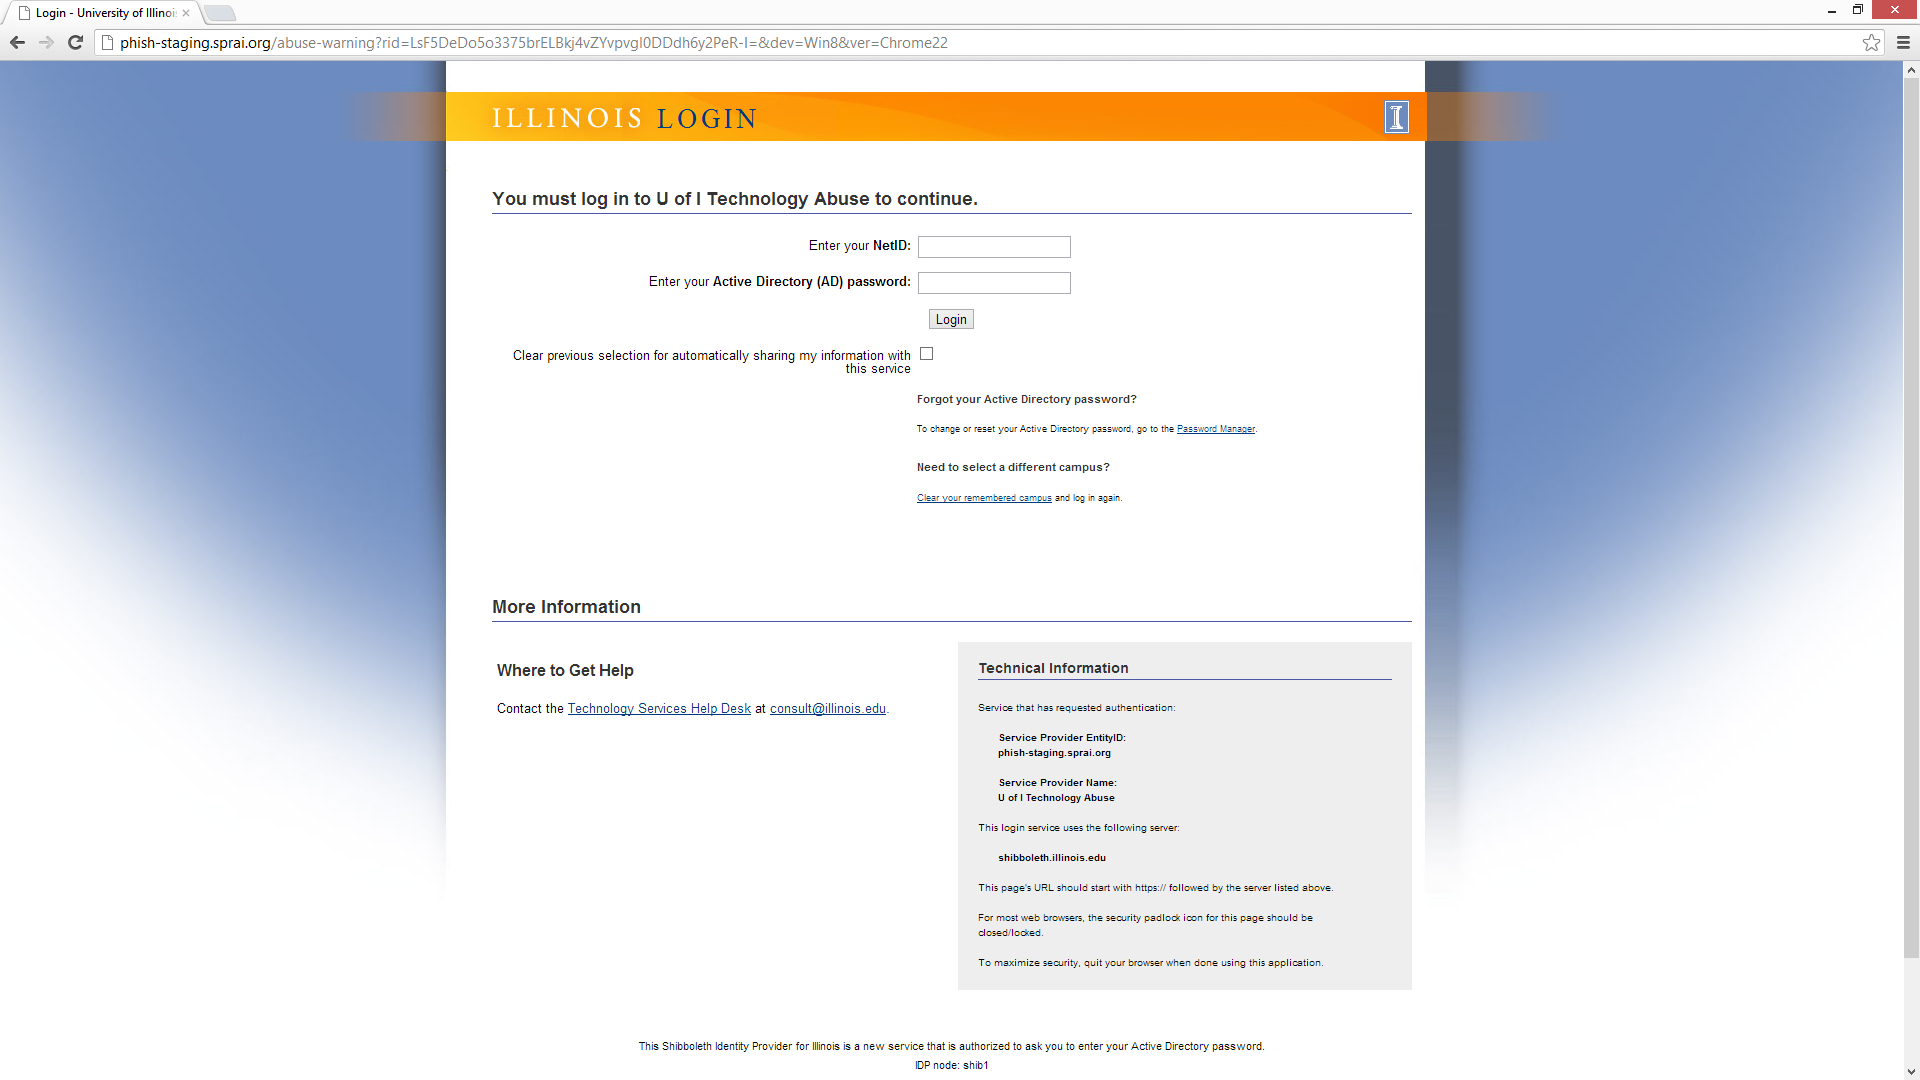 Login - University of Illinois
phish-staging.sprai.org/abuse-warning?rid=LsF5DeDo5o3375brELBkj4vZYvpvgI0DDdh6y2PeR-I=&dev=Win8&ver=Chrome22
ILLINOIS LOGIN
I
You must log in to U of I Technology Abuse to continue.
Enter your NetID:
Enter your Active Directory (AD) password:
Login
Clear previous selection for automatically sharing my information with
this service
Forgot your Active Directory password?
To change or reset your Active Directory password, go to the Password Manager.
Need to select a different campus?
Clear your remembered campus and log in again.
More Information
Where to Get Help
Contact the Technology Services Help Desk at consult@illinois.edu.
Technical Information
Service that has requested authentication:
Service Provider EntityID:
phish-staging.sprai.org
Service Provider Name:
U of I Technology Abuse
This login service uses the following server:
shibboleth.illinois.edu
This page's URL should start with https:// followed by the server listed above.
For most web browsers, the security padlock icon for this page should be
closed/locked.
To maximize security, quit your browser when done using this application.
This Shibboleth Identity Provider for Illinois is a new service that is authorized to ask you to enter your Active Directory password.
IDP node: shib1